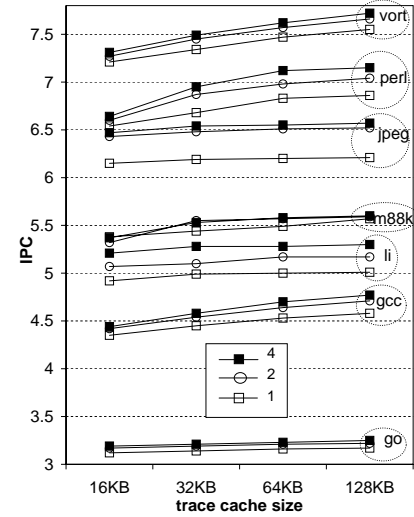 7.5
7
6.5
6
5.5
5
4.5
4
3.5
3
IPC
vort
perl
jpeg
m88k
li
gcc
go
4
2
1
16KB 32KB 64KB 128KB
trace cache size